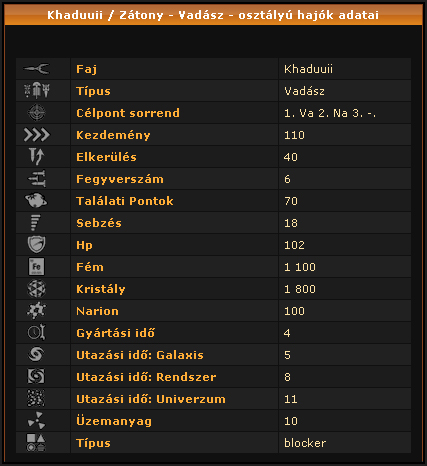 Khaduuii / Zátony - Vadász - osztályú hajók adatai
Faj Khaduuii
Típus Vadász
Célpont sorrend 1. Va 2. Na 3. -.
Kezdemény 110
Elkerülés 40
Fegyverszám 6
Találati Pontok 70
Sebzés 18
Hp 102
Fe Fém 1 100
Kristály 1 800
Narion 100
Gyártási idő 4
Utazási idő: Galaxis 5
Utazási idő: Rendszer 8
Utazási idő: Univerzum 11
Üzemanyag 10
Típus blocker